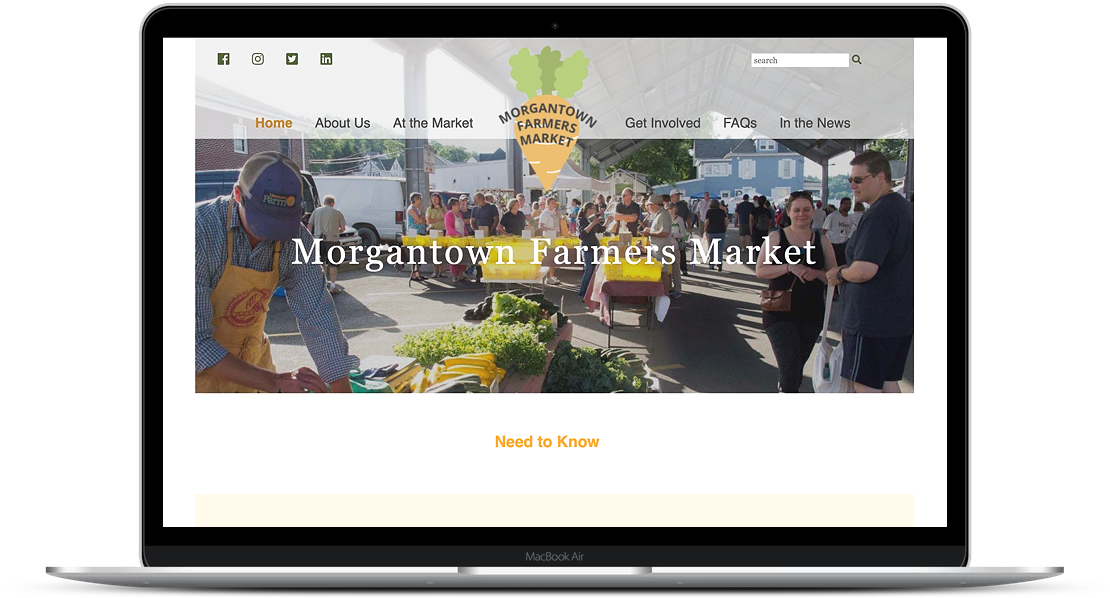 search
Home
About Us
At the Market
MORGANTOWN
FARMERS
MARKET
Get Involved
FAQs
In the News
Farm
Morgantown Farmers Market
Need to Know
MacBook Air